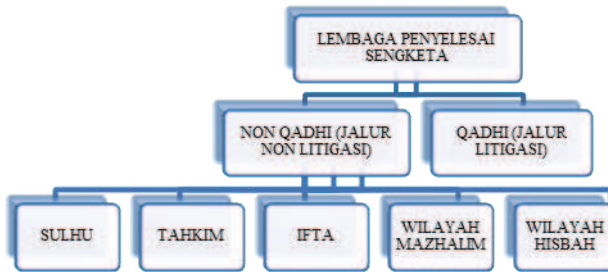 LEMBAGA PENYELESAI
SENGKETA
NON QADHI (JALUR
NON LITIGASI)
QADHI (JALUR
LITIGASI)
SULHU
TAHKIM
IFTA
WILAYAH
MAZHALIM
WILAYAH
HISBAH